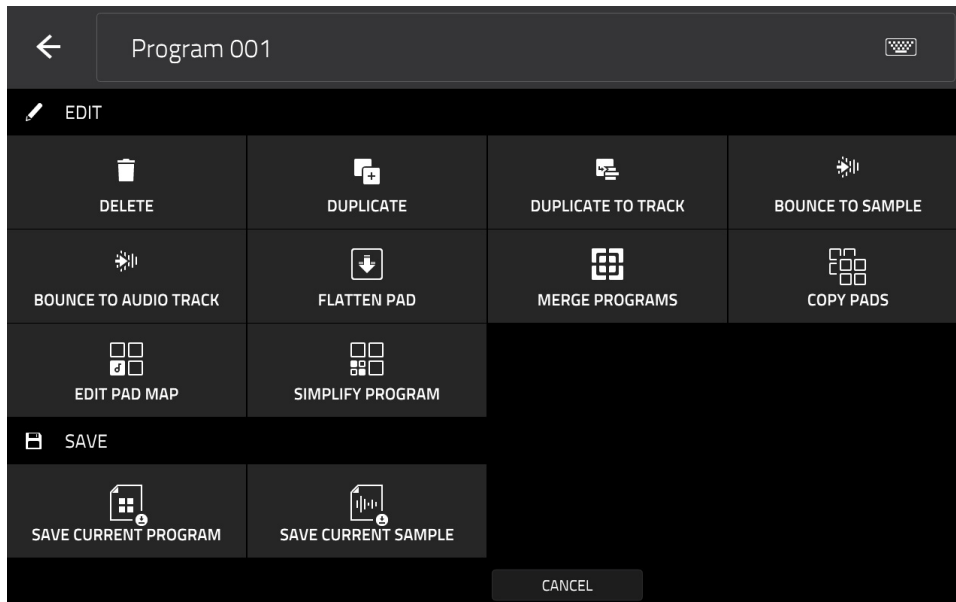 Program 001
EDIT
DELETE
DUPLICATE
DUPLICATE TO TRACK
BOUNCE TO SAMPLE
BOUNCE TO AUDIO TRACK
FLATTEN PAD
MERGE PROGRAMS
COPY PADS
EDIT PAD MAP
SIMPLIFY PROGRAM
SAVE
SAVE CURRENT PROGRAM
SAVE CURRENT SAMPLE
CANCEL